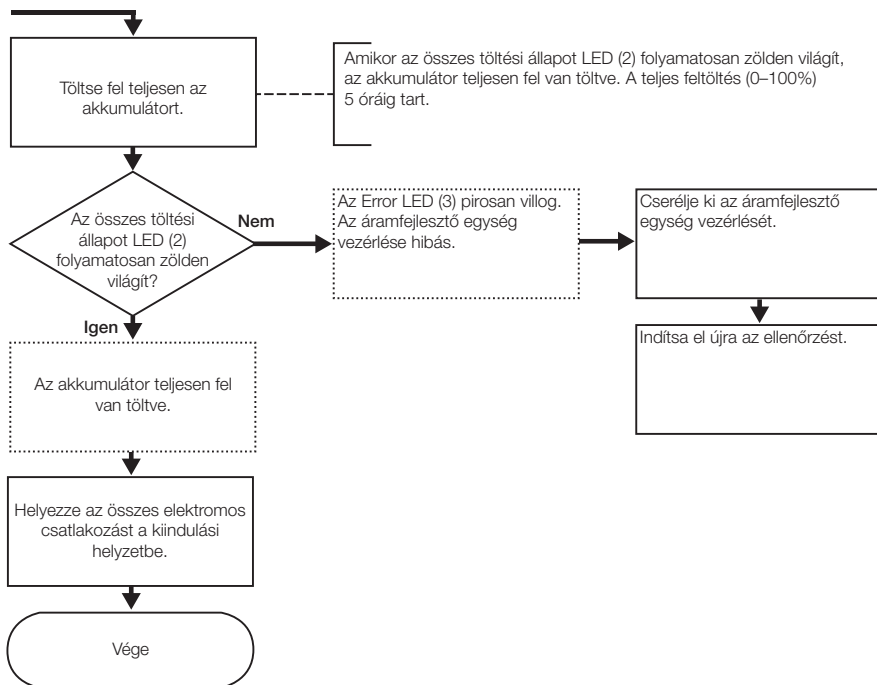 Töltse fel teljesen az
akkumulátort.
Amikor az összes töltési állapot LED (2) folyamatosan zölden világít,
az akkumulátor teljesen fel van töltve. A teljes feltöltés (0–100%)
5 óráig tart.
Az összes töltési
állapot LED (2)
folyamatosan zölden
világít?
Nem
Az Error LED (3) pirosan villog.
Az áramfejlesztő egység
vezérlése hibás.
Cserélje ki az áramfejlesztő
egység vezérlését.
Igen
Indítsa el újra az ellenőrzést.
Az akkumulátor teljesen fel
van töltve.
Helyezze az összes elektromos
csatlakozást a kiindulási
helyzetbe.
Vége